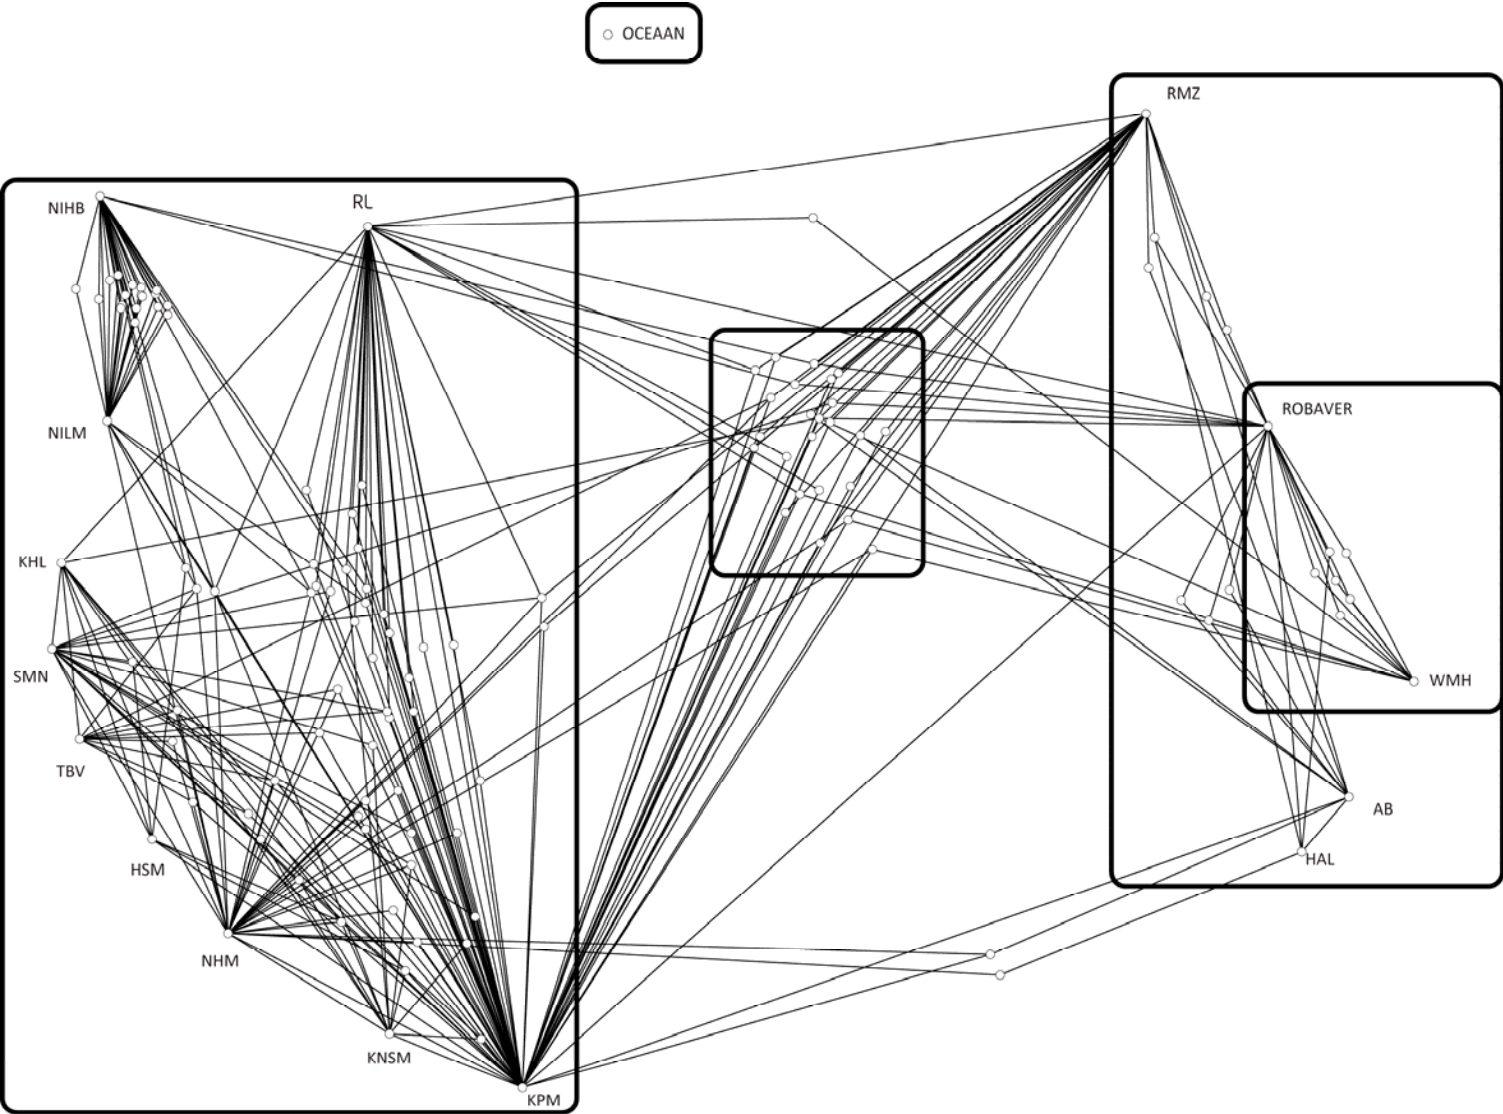 OCEAAN
RMZ
NIHB
RL
ROBAVER
NILM
KHL
SMN
WMH
TBV
AB
HAL
HSM
NHM
KNSM
KPM